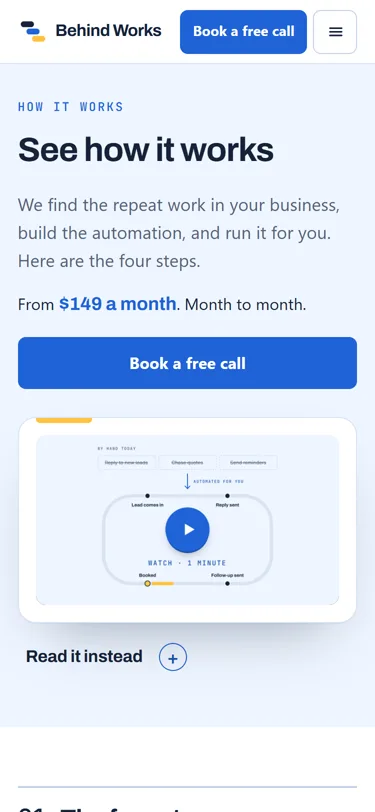 Behind Works
Book a free call
HOW IT WORKS
See how it works
We find the repeat work in your business,
build the automation, and run it for you.
Here are the four steps.
From $149 a month. Month to month.
Book a free call
BY HAND TODAY
Reply to new leads
Chase quotes
Send reminders
AUTOMATED FOR YOU
Lead comes in
Reply sent
WATCH · 1 MINUTE
Booked
Follow-up sent
Read it instead